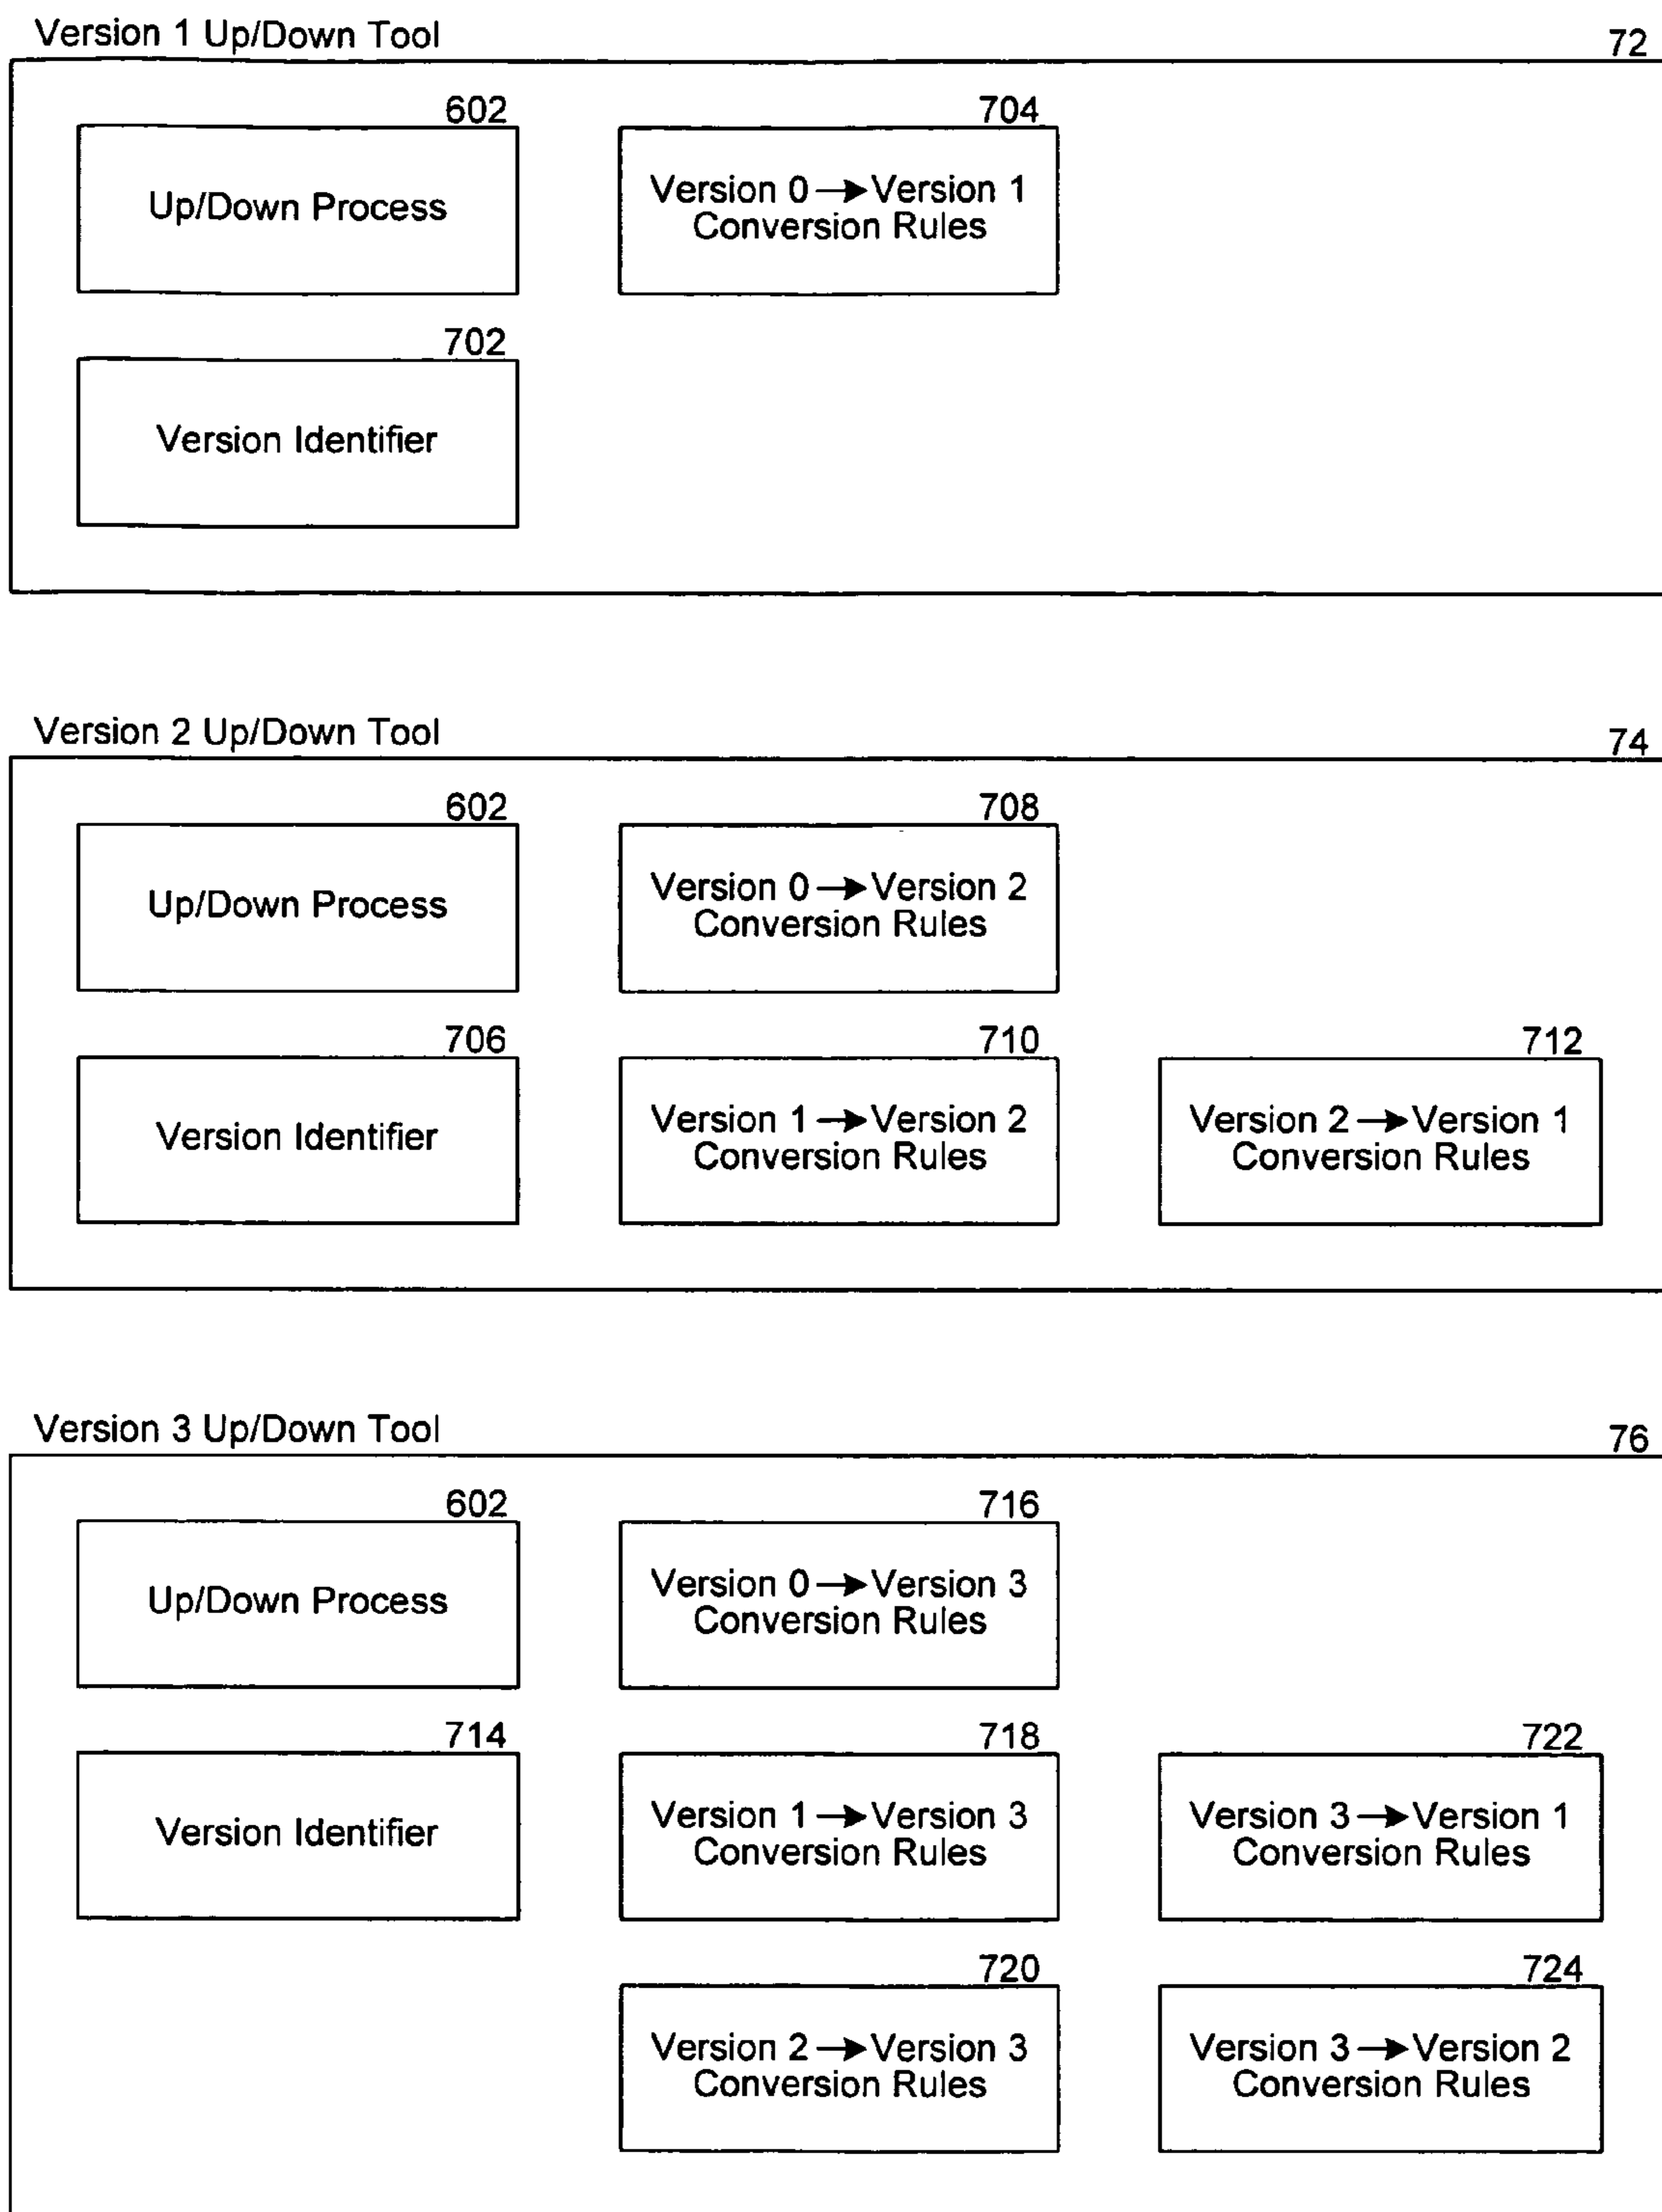 Version 1 Up/Down Tool
72
602
704
Up/Down Process
Version 0→Version 1
Conversion Rules
702
Version Identifier
Version 2 Up/Down Tool
74
602
708
Up/Down Process
Version 0→Version 2
Conversion Rules
706
710
712
Version Identifier
Version 1→Version 2
Conversion Rules
Version 2→Version 1
Conversion Rules
Version 3 Up/Down Tool
76
602
716
Up/Down Process
Version 0→Version 3
Conversion Rules
714
718
722
Version Identifier
Version 1→Version 3
Conversion Rules
Version 3→Version 1
Conversion Rules
720
724
Version 2→Version 3
Conversion Rules
Version 3→Version 2
Conversion Rules